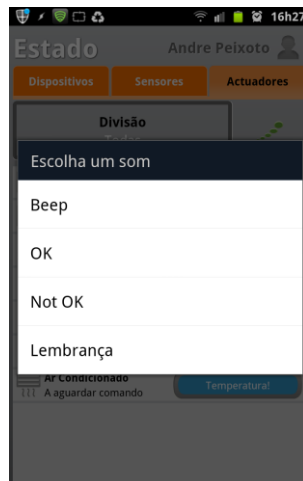 16h27
Estado
Andre Peixoto
Dispositivos
Sensores
Actuadores
Divisão
Escolha um som
Beep
OK
Not OK
Lembrança
Ar Condicionado
A aguardar comando
Temperatura!